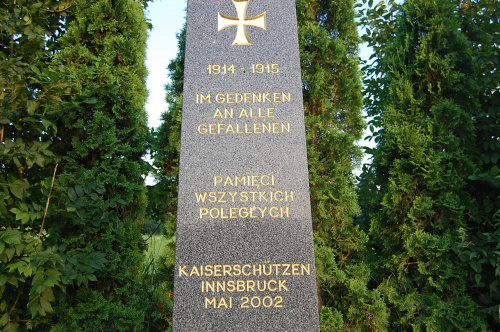 1914 - 1915
IM GEDENKEN
AN ALLE
GEFALLENEN
PAMIĘCI
WSZYSTKICH
POLEGŁYCH
KAISERSCHÜTZEN
INNSBRUCK
MAI 2002